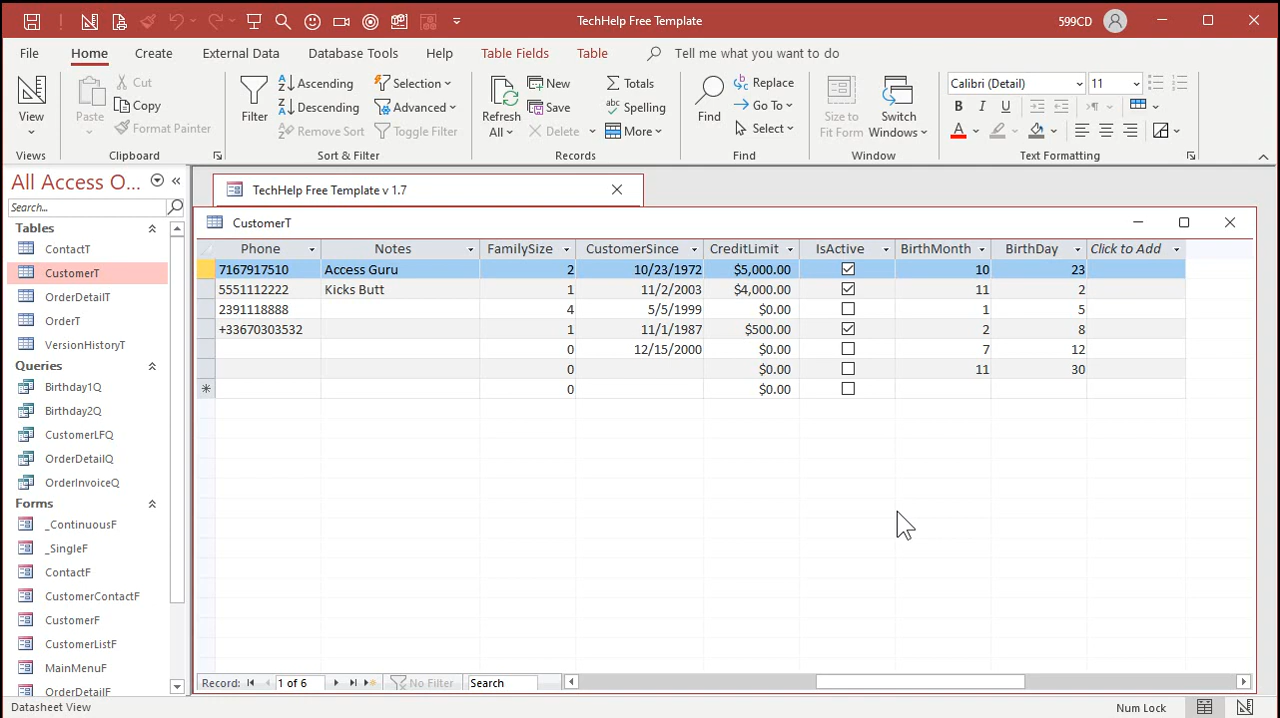 TechHelp Free Template
599CD
File Home Create External Data Database Tools Help Table Fields Table Tell me what you want to do
View
Views
Paste
Cut
Copy
Format Painter
Clipboard
Filter
Ascending
Descending
Remove Sort
Selection
Advanced
Toggle Filter
Sort & Filter
Refresh
All
New
Save
Delete
Totals
Spelling
More
Records
Find
Replace
Go To
Select
Find
Size to
Fit Form
Switch
Windows
Window
Calibri (Detail)
11
B I U
A
Text Formatting
All Access O...
Search...
Tables
ContactT
CustomerT
OrderDetailT
OrderT
VersionHistoryT
Queries
Birthday1Q
Birthday2Q
CustomerLFQ
OrderDetailQ
OrderInvoiceQ
Forms
_ContinuousF
_SingleF
ContactF
CustomerContactF
CustomerF
CustomerListF
MainMenuF
OrderDetailF
TechHelp Free Template v 1.7
CustomerT
Phone Notes FamilySize CustomerSince CreditLimit IsActive BirthMonth BirthDay Click to Add
7167917510 Access Guru 2 10/23/1972 $5,000.00 10 23
5551112222 Kicks Butt 1 11/2/2003 $4,000.00 11 2
2391118888 4 5/5/1999 $0.00 1 5
+33670303532 1 11/1/1987 $500.00 2 8
0 12/15/2000 $0.00 7 12
0 $0.00 11 30
* 0 $0.00
Record: 1 of 6 No Filter Search
Datasheet View
Num Lock